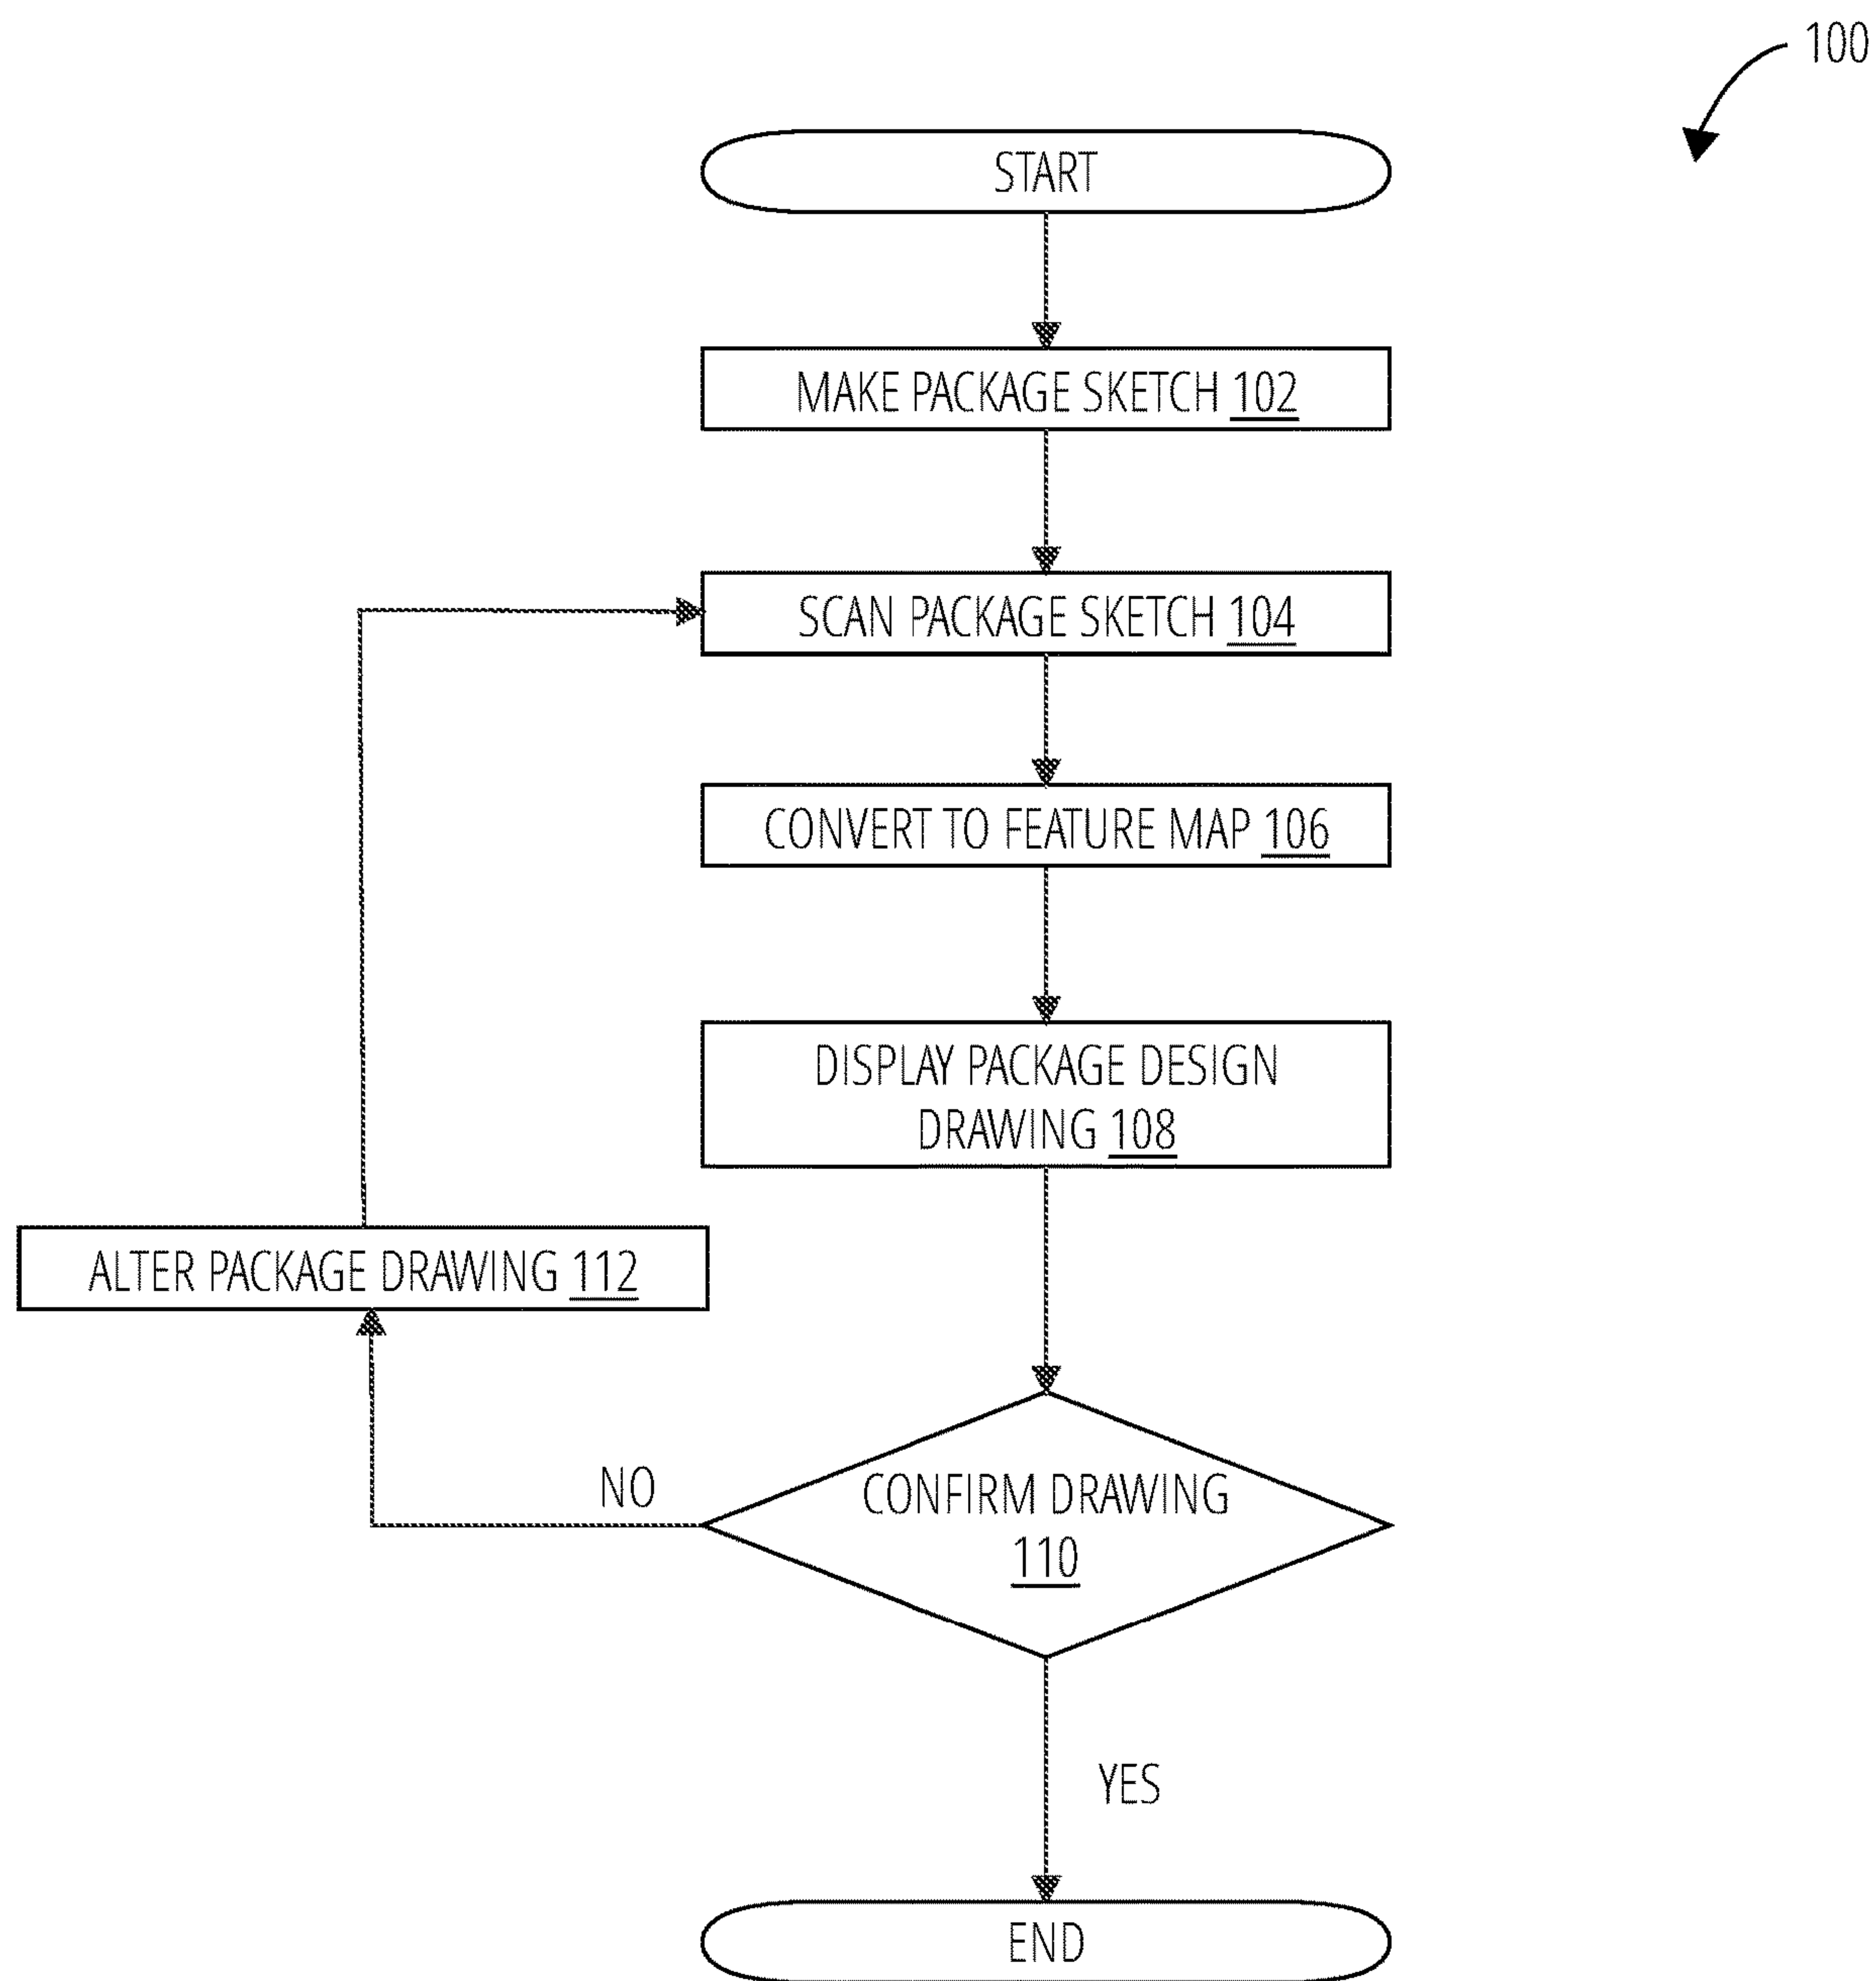 100
START
MAKE PACKAGE SKETCH 102
SCAN PACKAGE SKETCH 104
CONVERT TO FEATURE MAP 106
DISPLAY PACKAGE DESIGN
DRAWING 108
ALTER PACKAGE DRAWING 112
NO
CONFIRM DRAWING
110
YES
END